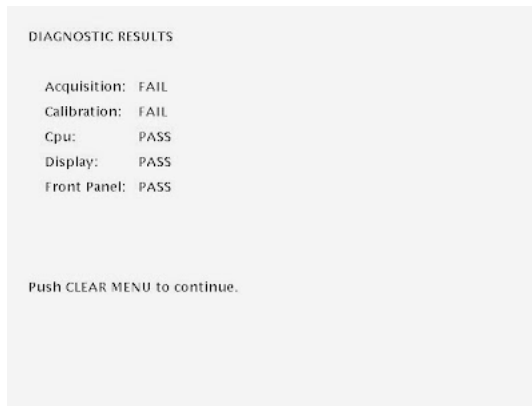 DIAGNOSTIC RESULTS
Acquisition: FAIL
Calibration: FAIL
Cpu: PASS
Display: PASS
Front Panel: PASS
Push CLEAR MENU to continue.